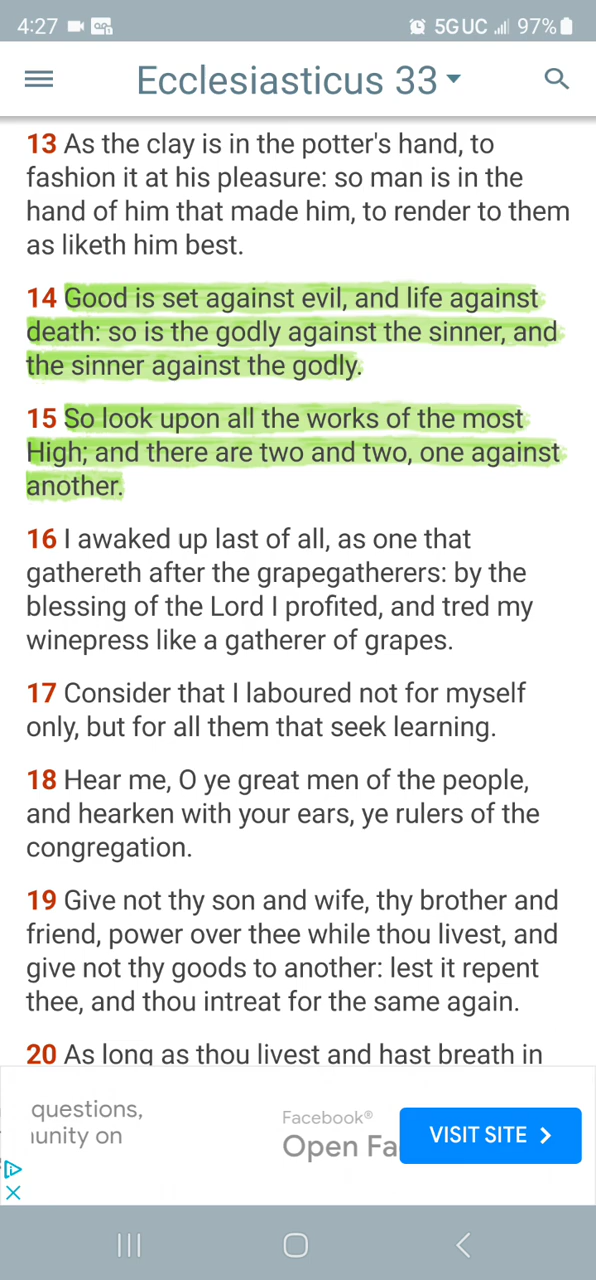 4:27
5G UC 97%
Ecclesiasticus 33
13 As the clay is in the potter's hand, to
fashion it at his pleasure: so man is in the
hand of him that made him, to render to them
as liketh him best.
14 Good is set against evil, and life against
death: so is the godly against the sinner, and
the sinner against the godly.
15 So look upon all the works of the most
High; and there are two and two, one against
another.
16 I awaked up last of all, as one that
gathereth after the grapegatherers: by the
blessing of the Lord I profited, and tred my
winepress like a gatherer of grapes.
17 Consider that I laboured not for myself
only, but for all them that seek learning.
18 Hear me, O ye great men of the people,
and hearken with your ears, ye rulers of the
congregation.
19 Give not thy son and wife, thy brother and
friend, power over thee while thou livest, and
give not thy goods to another: lest it repent
thee, and thou intreat for the same again.
20 As long as thou livest and hast breath in
questions,
on
Facebook®
Open Fa
VISIT SITE